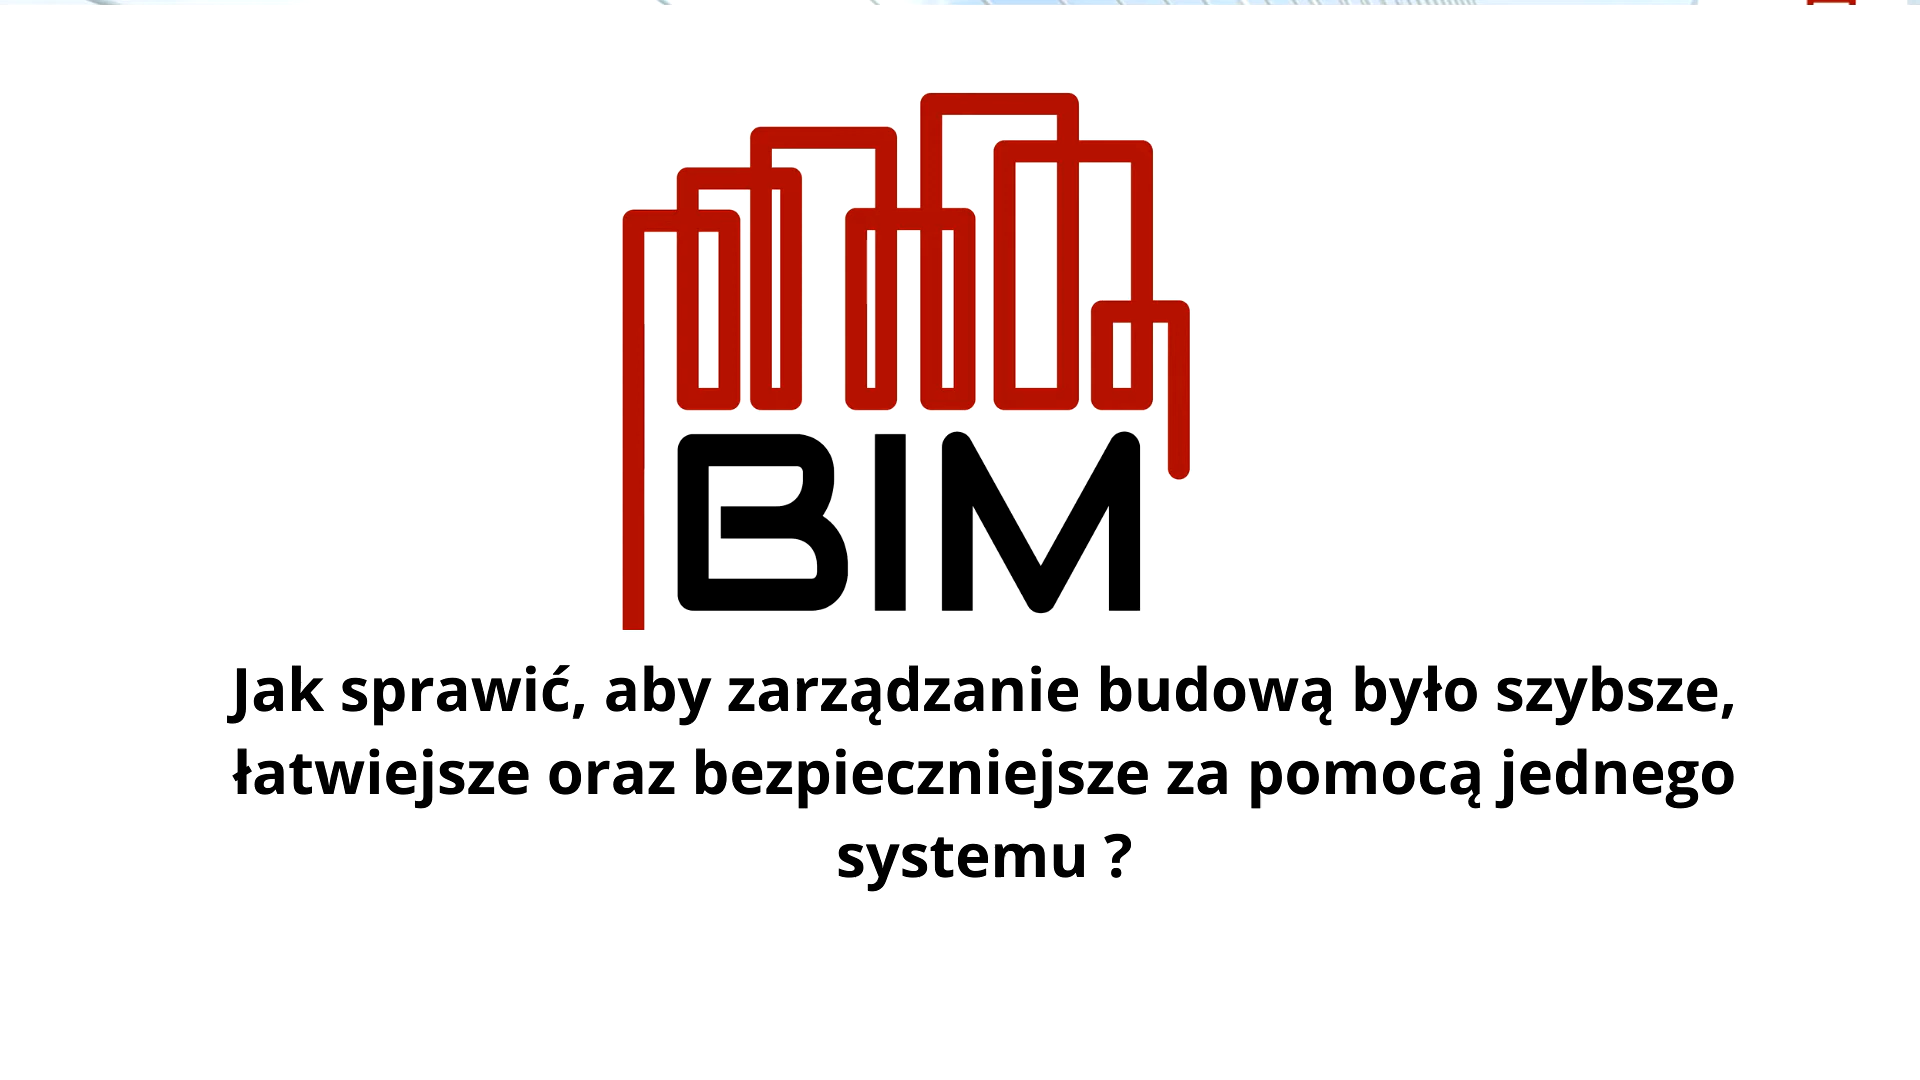 BIM
Jak sprawić, aby zarządzanie budową było szybsze,
łatwiejsze oraz bezpieczniejsze za pomocą jednego
systemu ?